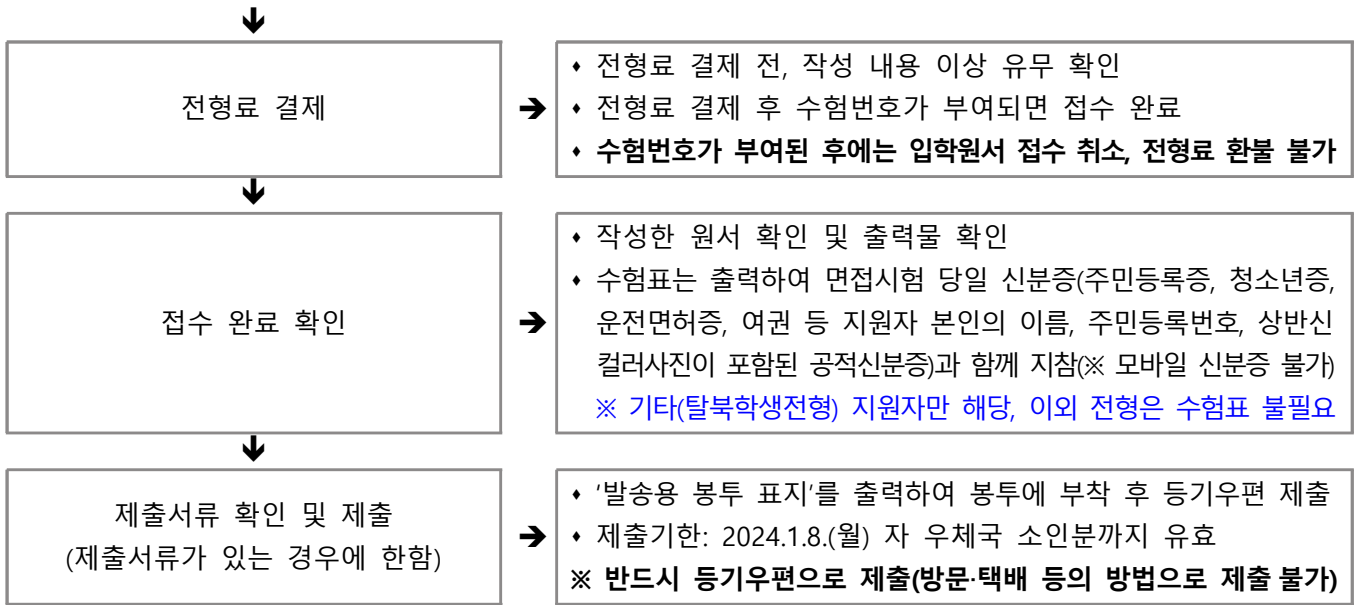 전형료 결제
⬩ 전형료 결제 전, 작성 내용 이상 유무 확인
⬩ 전형료 결제 후 수험번호가 부여되면 접수 완료
⬩ 수험번호가 부여된 후에는 입학원서 접수 취소, 전형료 환불 불가
접수 완료 확인
⬩ 작성한 원서 확인 및 출력물 확인
⬩ 수험표는 출력하여 면접시험 당일 신분증(주민등록증, 청소년증,
운전면허증, 여권 등 지원자 본인의 이름, 주민등록번호, 상반신
컬러사진이 포함된 공적신분증)과 함께 지참(※ 모바일 신분증 불가)
※ 기타(탈북학생전형) 지원자만 해당, 이외 전형은 수험표 불필요
제출서류 확인 및 제출
(제출서류가 있는 경우에 한함)
⬩ '발송용 봉투 표지'를 출력하여 봉투에 부착 후 등기우편 제출
⬩ 제출기한: 2024.1.8.(월) 자 우체국 소인분까지 유효
※ 반드시 등기우편으로 제출(방문·택배 등의 방법으로 제출 불가)